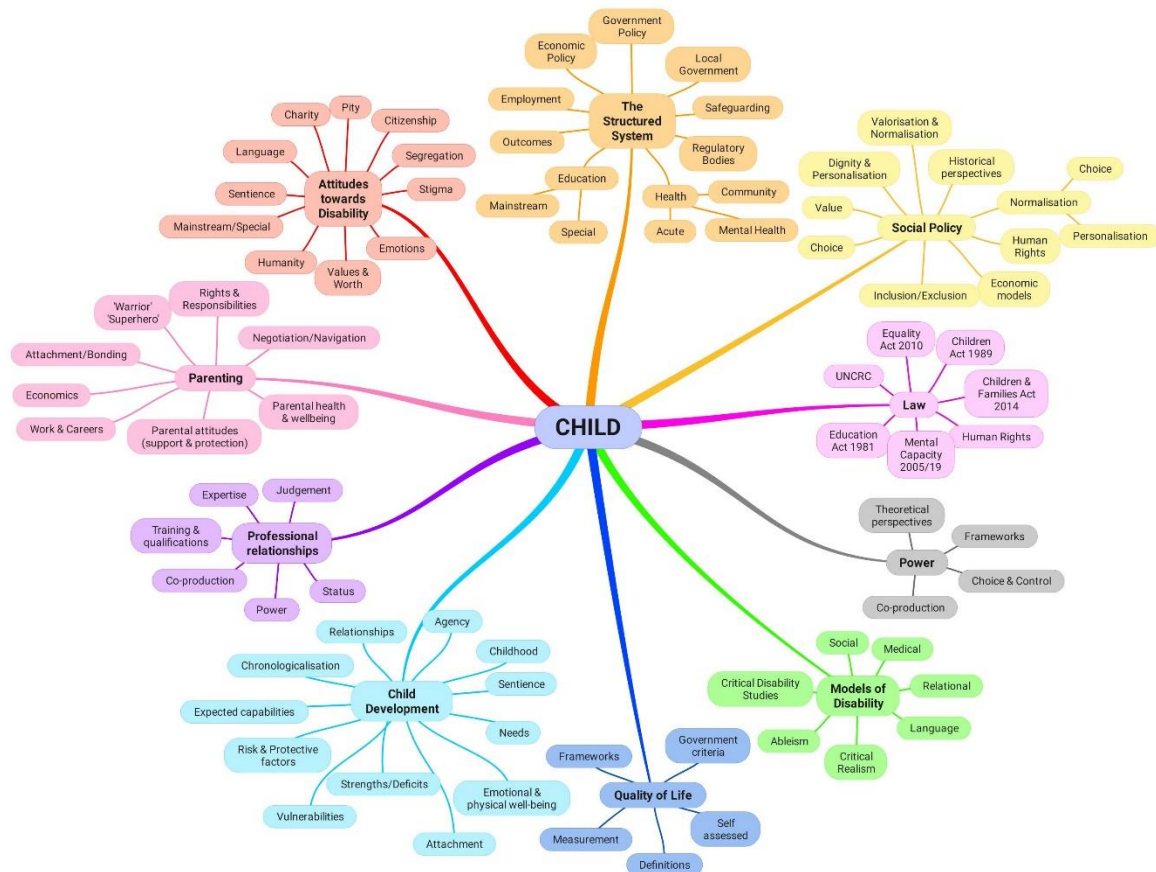 CHILD
The
Structured
System
Government
Policy
Economic
Policy
Local
Government
Employment
Safeguarding
Outcomes
Regulatory
Bodies
Education
Mainstream
Special
Health
Community
Acute
Mental Health
Attitudes
towards
Disability
Pity
Charity
Citizenship
Language
Segregation
Sentience
Stigma
Mainstream/Special
Emotions
Humanity
Values &
Worth
Social Policy
Valorisation &
Normalisation
Dignity &
Personalisation
Historical
perspectives
Choice
Value
Normalisation
Choice
Human
Rights
Personalisation
Inclusion/Exclusion
Economic
models
Parenting
Rights &
Responsibilities
'Warrior'
'Superhero'
Negotiation/Navigation
Attachment/Bonding
Economics
Parental health
& wellbeing
Work & Careers
Parental attitudes
(support & protection)
Law
Equality
Act 2010
Children
Act 1989
UNCRC
Children &
Families Act
2014
Education
Act 1981
Mental
Capacity
2005/19
Human Rights
Professional
relationships
Expertise
Judgement
Training &
qualifications
Co-production
Power
Status
Power
Theoretical
perspectives
Frameworks
Choice & Control
Co-production
Child
Development
Relationships
Agency
Chronologicalisation
Childhood
Sentience
Expected capabilities
Needs
Risk & Protective
factors
Strengths/Deficits
Emotional &
physical well-being
Vulnerabilities
Attachment
Models of
Disability
Social
Medical
Critical Disability
Studies
Relational
Ableism
Language
Critical
Realism
Quality of Life
Frameworks
Government
criteria
Measurement
Self
assessed
Definitions